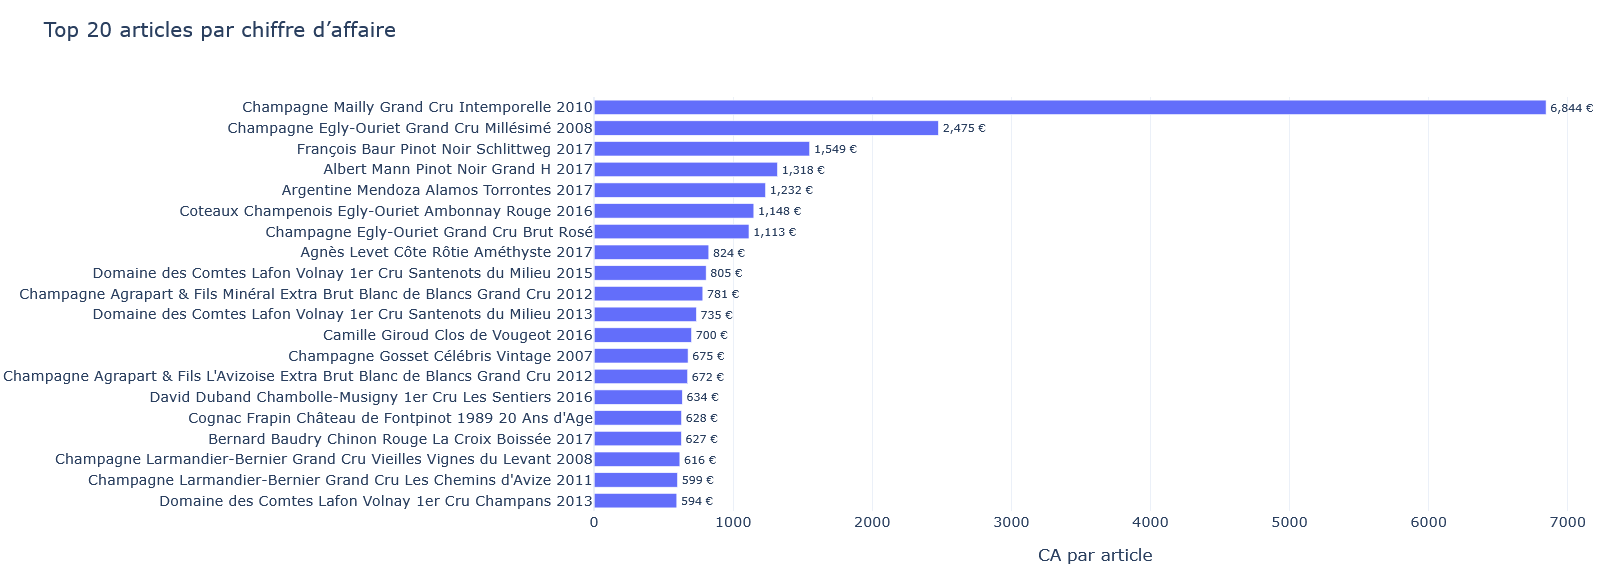 Top 20 articles par chiffre d’affaire
Champagne Mailly Grand Cru Intemporelle 2010 6,844 €
Champagne Egly-Ouriet Grand Cru Millésimé 2008 2,475 €
François Baur Pinot Noir Schlittweg 2017 1,549 €
Albert Mann Pinot Noir Grand H 2017 1,318 €
Argentine Mendoza Alamos Torrontes 2017 1,232 €
Coteaux Champenois Egly-Ouriet Ambonnay Rouge 2016 1,148 €
Champagne Egly-Ouriet Grand Cru Brut Rosé 1,113 €
Agnès Levet Côte Rôtie Améthyste 2017 824 €
Domaine des Comtes Lafon Volnay 1er Cru Santenots du Milieu 2015 805 €
Champagne Agrapart & Fils Minéral Extra Brut Blanc de Blancs Grand Cru 2012 781 €
Domaine des Comtes Lafon Volnay 1er Cru Santenots du Milieu 2013 735 €
Camille Giroud Clos de Vougeot 2016 700 €
Champagne Gosset Célébris Vintage 2007 675 €
Champagne Agrapart & Fils L'Avizoise Extra Brut Blanc de Blancs Grand Cru 2012 672 €
David Duband Chambolle-Musigny 1er Cru Les Sentiers 2016 634 €
Cognac Frapin Château de Fontpinot 1989 20 Ans d'Age 628 €
Bernard Baudry Chinon Rouge La Croix Boissée 2017 627 €
Champagne Larmandier-Bernier Grand Cru Vieilles Vignes du Levant 2008 616 €
Champagne Larmandier-Bernier Grand Cru Les Chemins d'Avize 2011 599 €
Domaine des Comtes Lafon Volnay 1er Cru Champans 2013 594 €
0 1000 2000 3000 4000 5000 6000 7000
CA par article